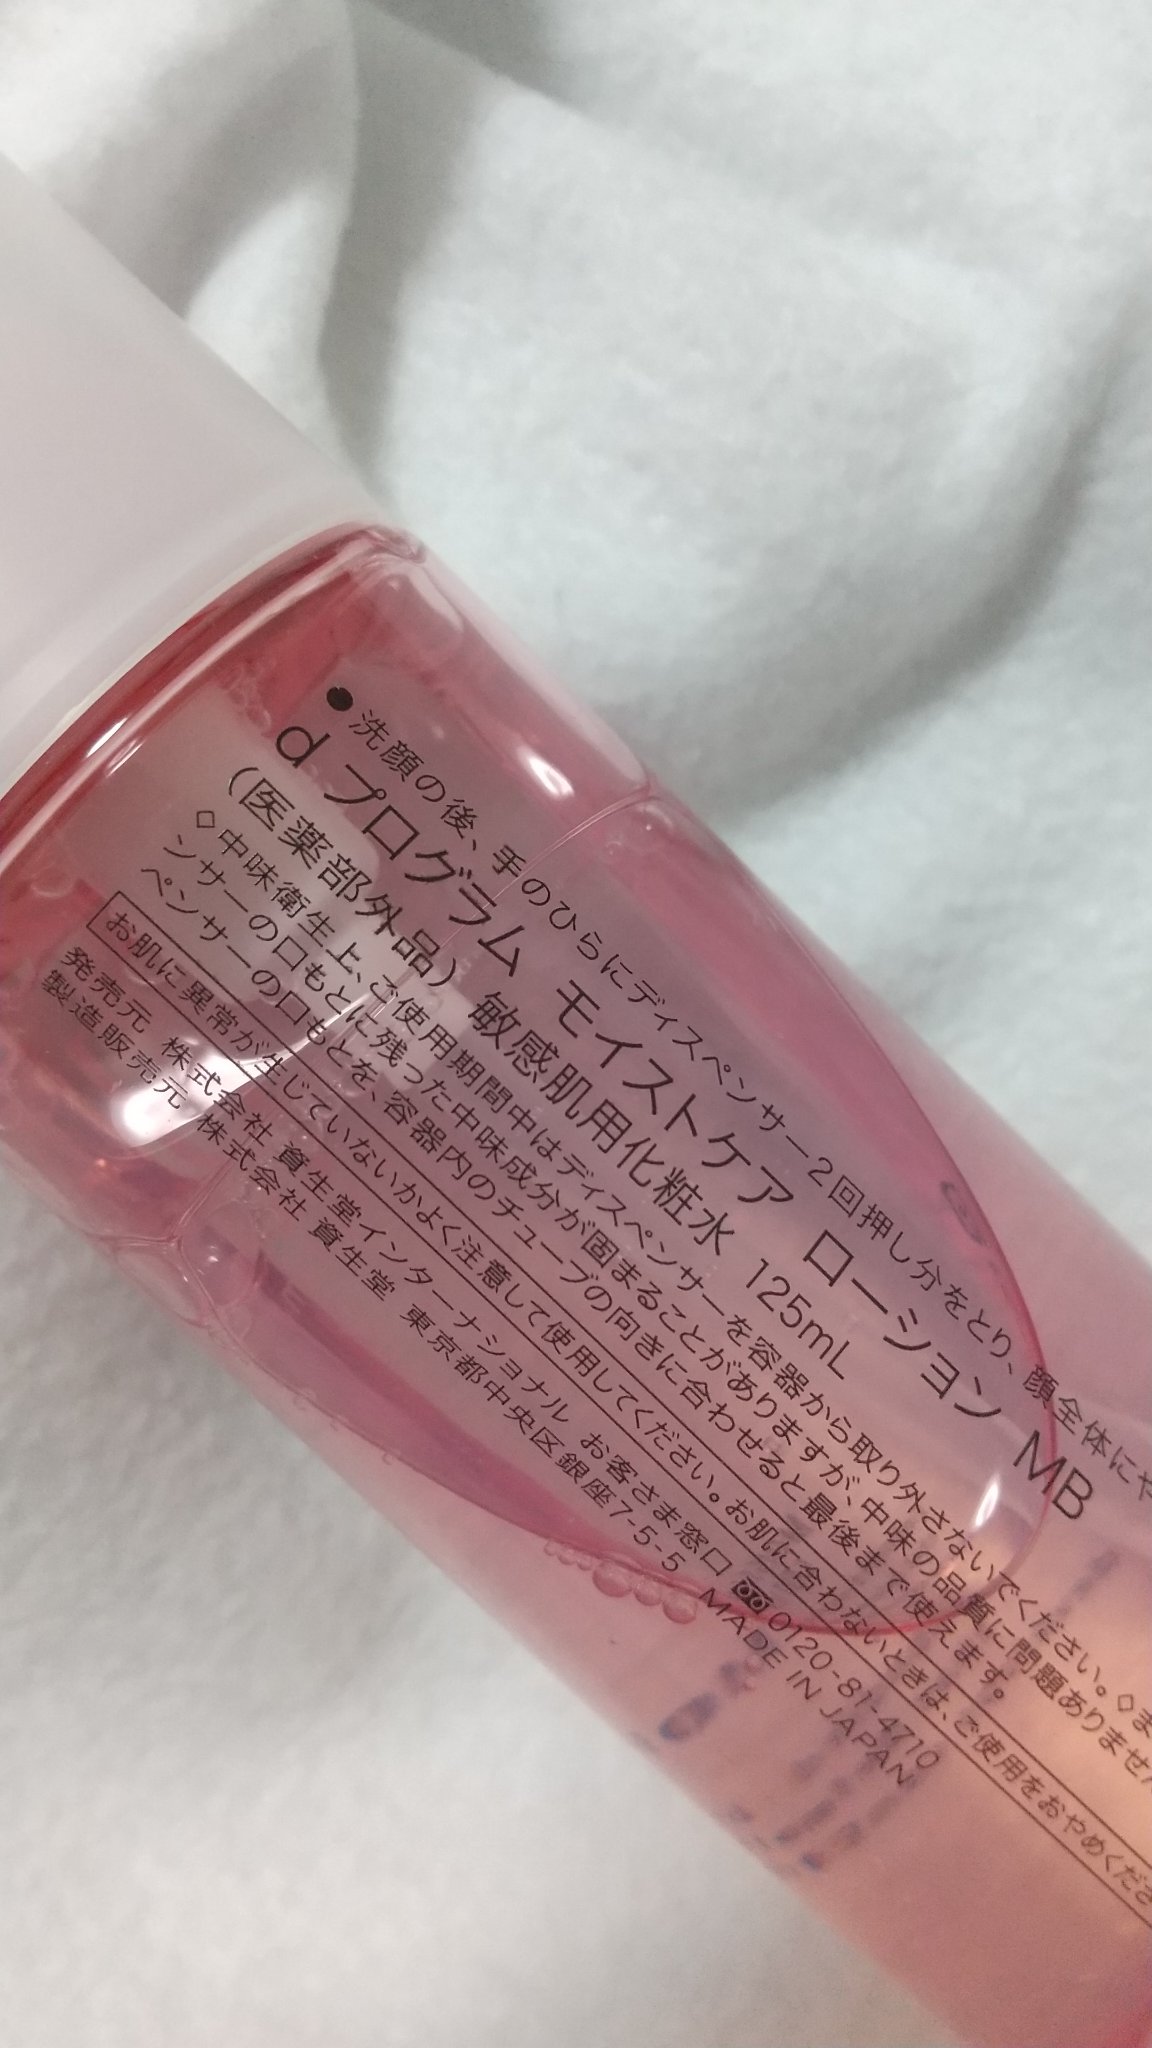 ●洗顔の後、手のひらにディスペンサー2回押し分をとり、顔全体にや
d プログラム モイストケア ローション MB
(医薬部外品) 敏感肌用化粧水 125mL
◇中味衛生上、ご使用期間中はディスペンサーを容器から取り外さないでください。◇ま
ンサーの口もとに残った中味成分が固まることがありますが、中味の品質に問題ありません
ペンサーの口もとを、容器内のチューブの向きに合わせると最後まで使えます。
お肌に異常が生じていないかよく注意して使用してください。お肌に合わないときは、ご使用をおやめくださ
発売元 株式会社 資生堂インターナショナル お客さま窓口 0120-81-4710
製造販売元 株式会社 資生堂 東京都中央区銀座7-5-5 MADE IN JAPAN